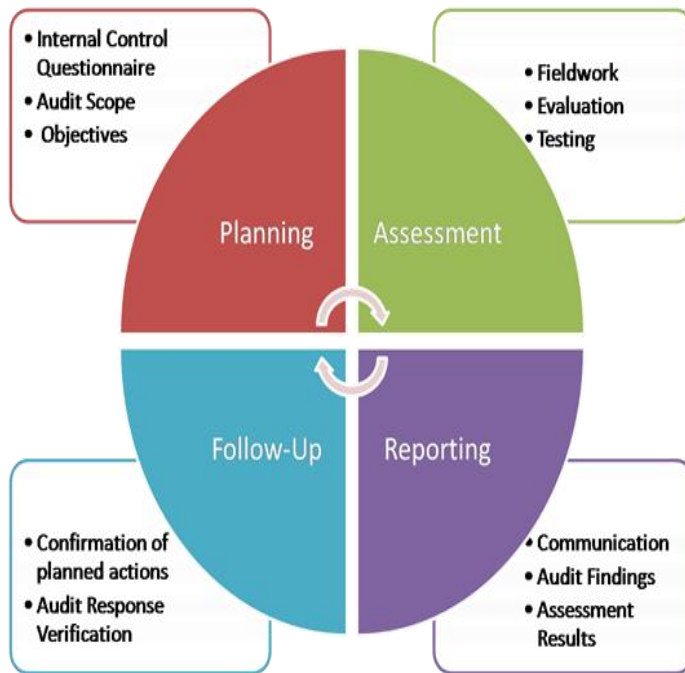 • Internal Control
Questionnaire
• Audit Scope
• Objectives
• Fieldwork
• Evaluation
• Testing
Planning
Assessment
Follow-Up
Reporting
• Confirmation of
planned actions
• Audit Response
Verification
• Communication
• Audit Findings
• Assessment
Results